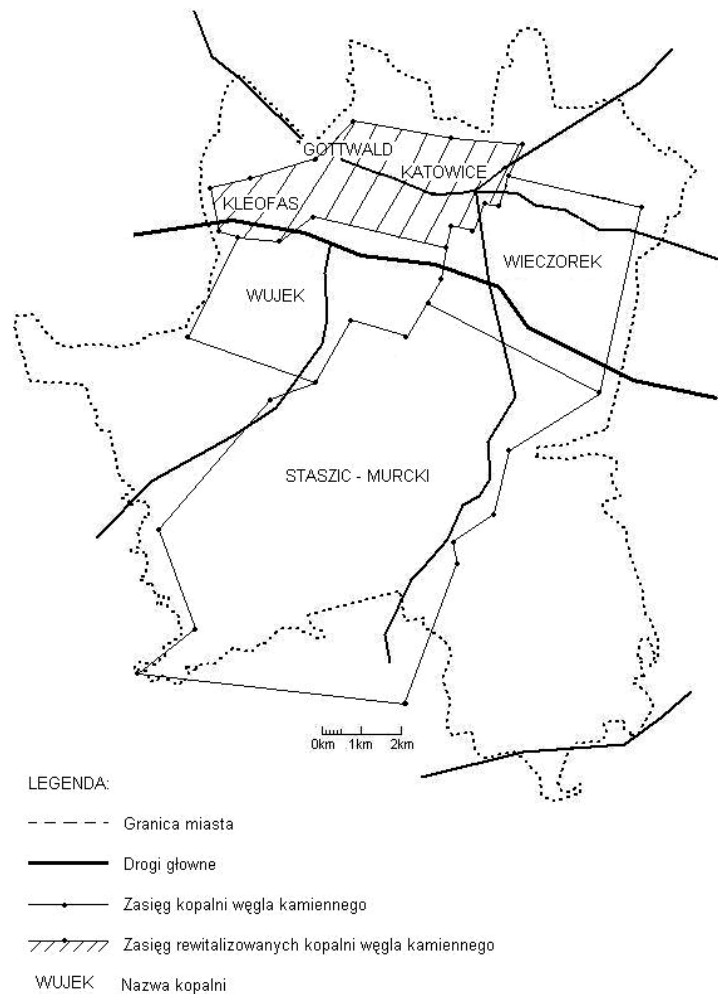 GOTTWALD
KATOWICE
KLEOFAS
WIECZOREK
WUJEK
STASZIC - MURCKI
0km 1km 2km
LEGENDA:
Granica miasta
Drogi głowne
Zasięg kopalni węgla kamiennego
Zasięg rewitalizowanych kopalni węgla kamiennego
WUJEK Nazwa kopalni